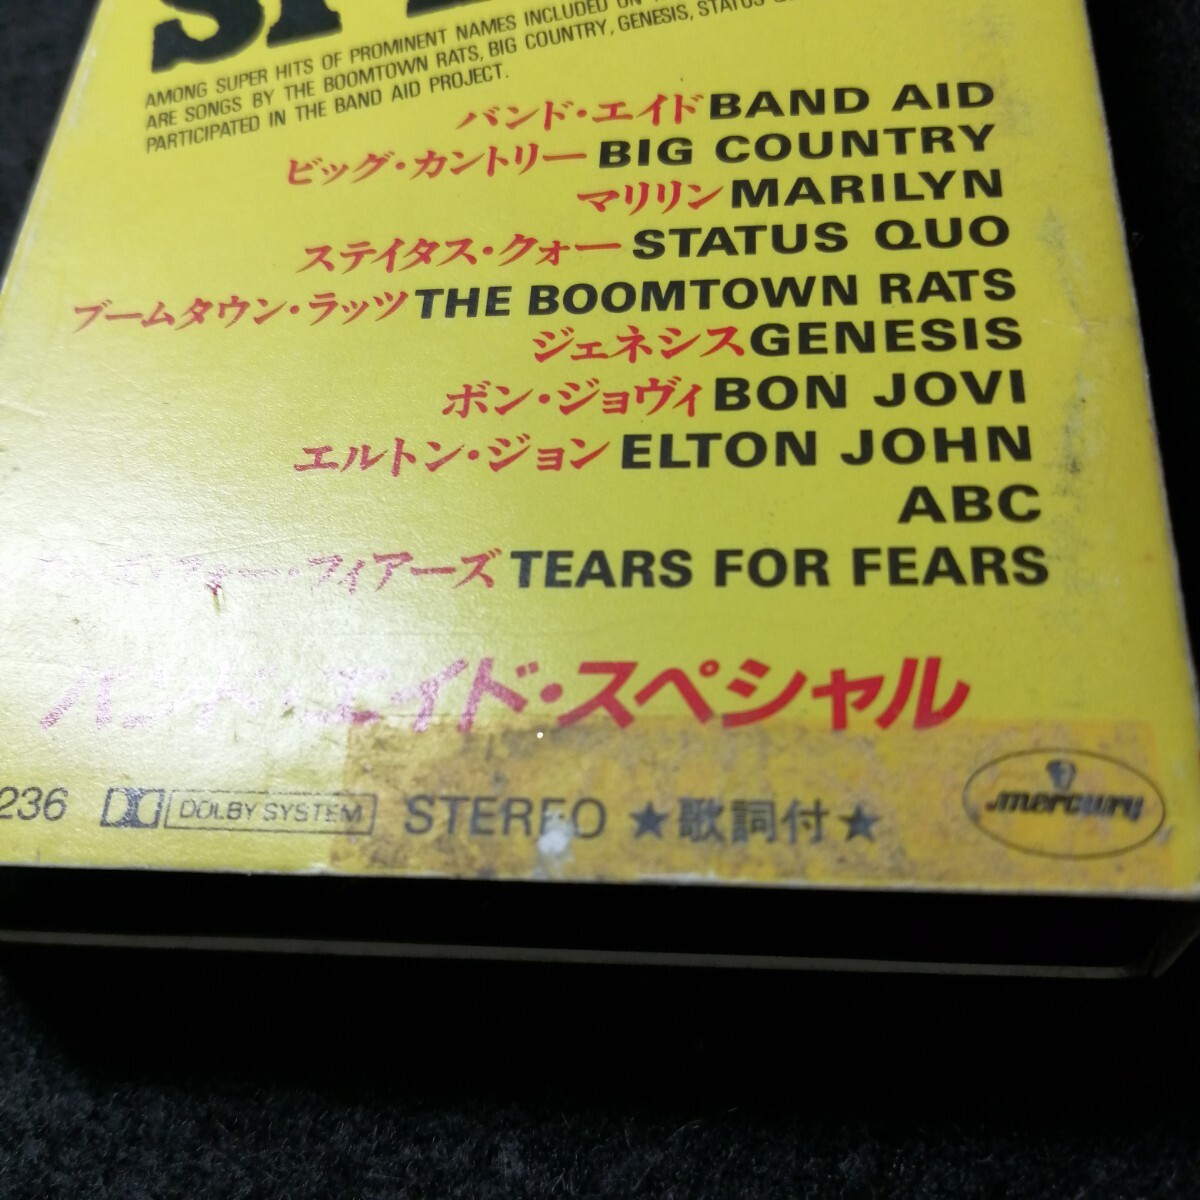 AMONG SUPER HITS OF PROMINENT NAMES INCLUDED ON
ARE SONGS BY THE BOOMTOWN RATS, BIG COUNTRY, GENESIS, STATUS
PARTICIPATED IN THE BAND AID PROJECT.
バンド・エイド BAND AID
ビッグ・カントリー BIG COUNTRY
マリリン MARILYN
ステイタス・クォー STATUS QUO
ブームタウン・ラッツ THE BOOMTOWN RATS
ジェネシス GENESIS
ボン・ジョヴィ BON JOVI
エルトン・ジョン ELTON JOHN
ABC
フォー・フィアーズ TEARS FOR FEARS
バンド・エイド・スペシャル
236 DOLBY SYSTEM STEREO ★歌詞付★ mercury